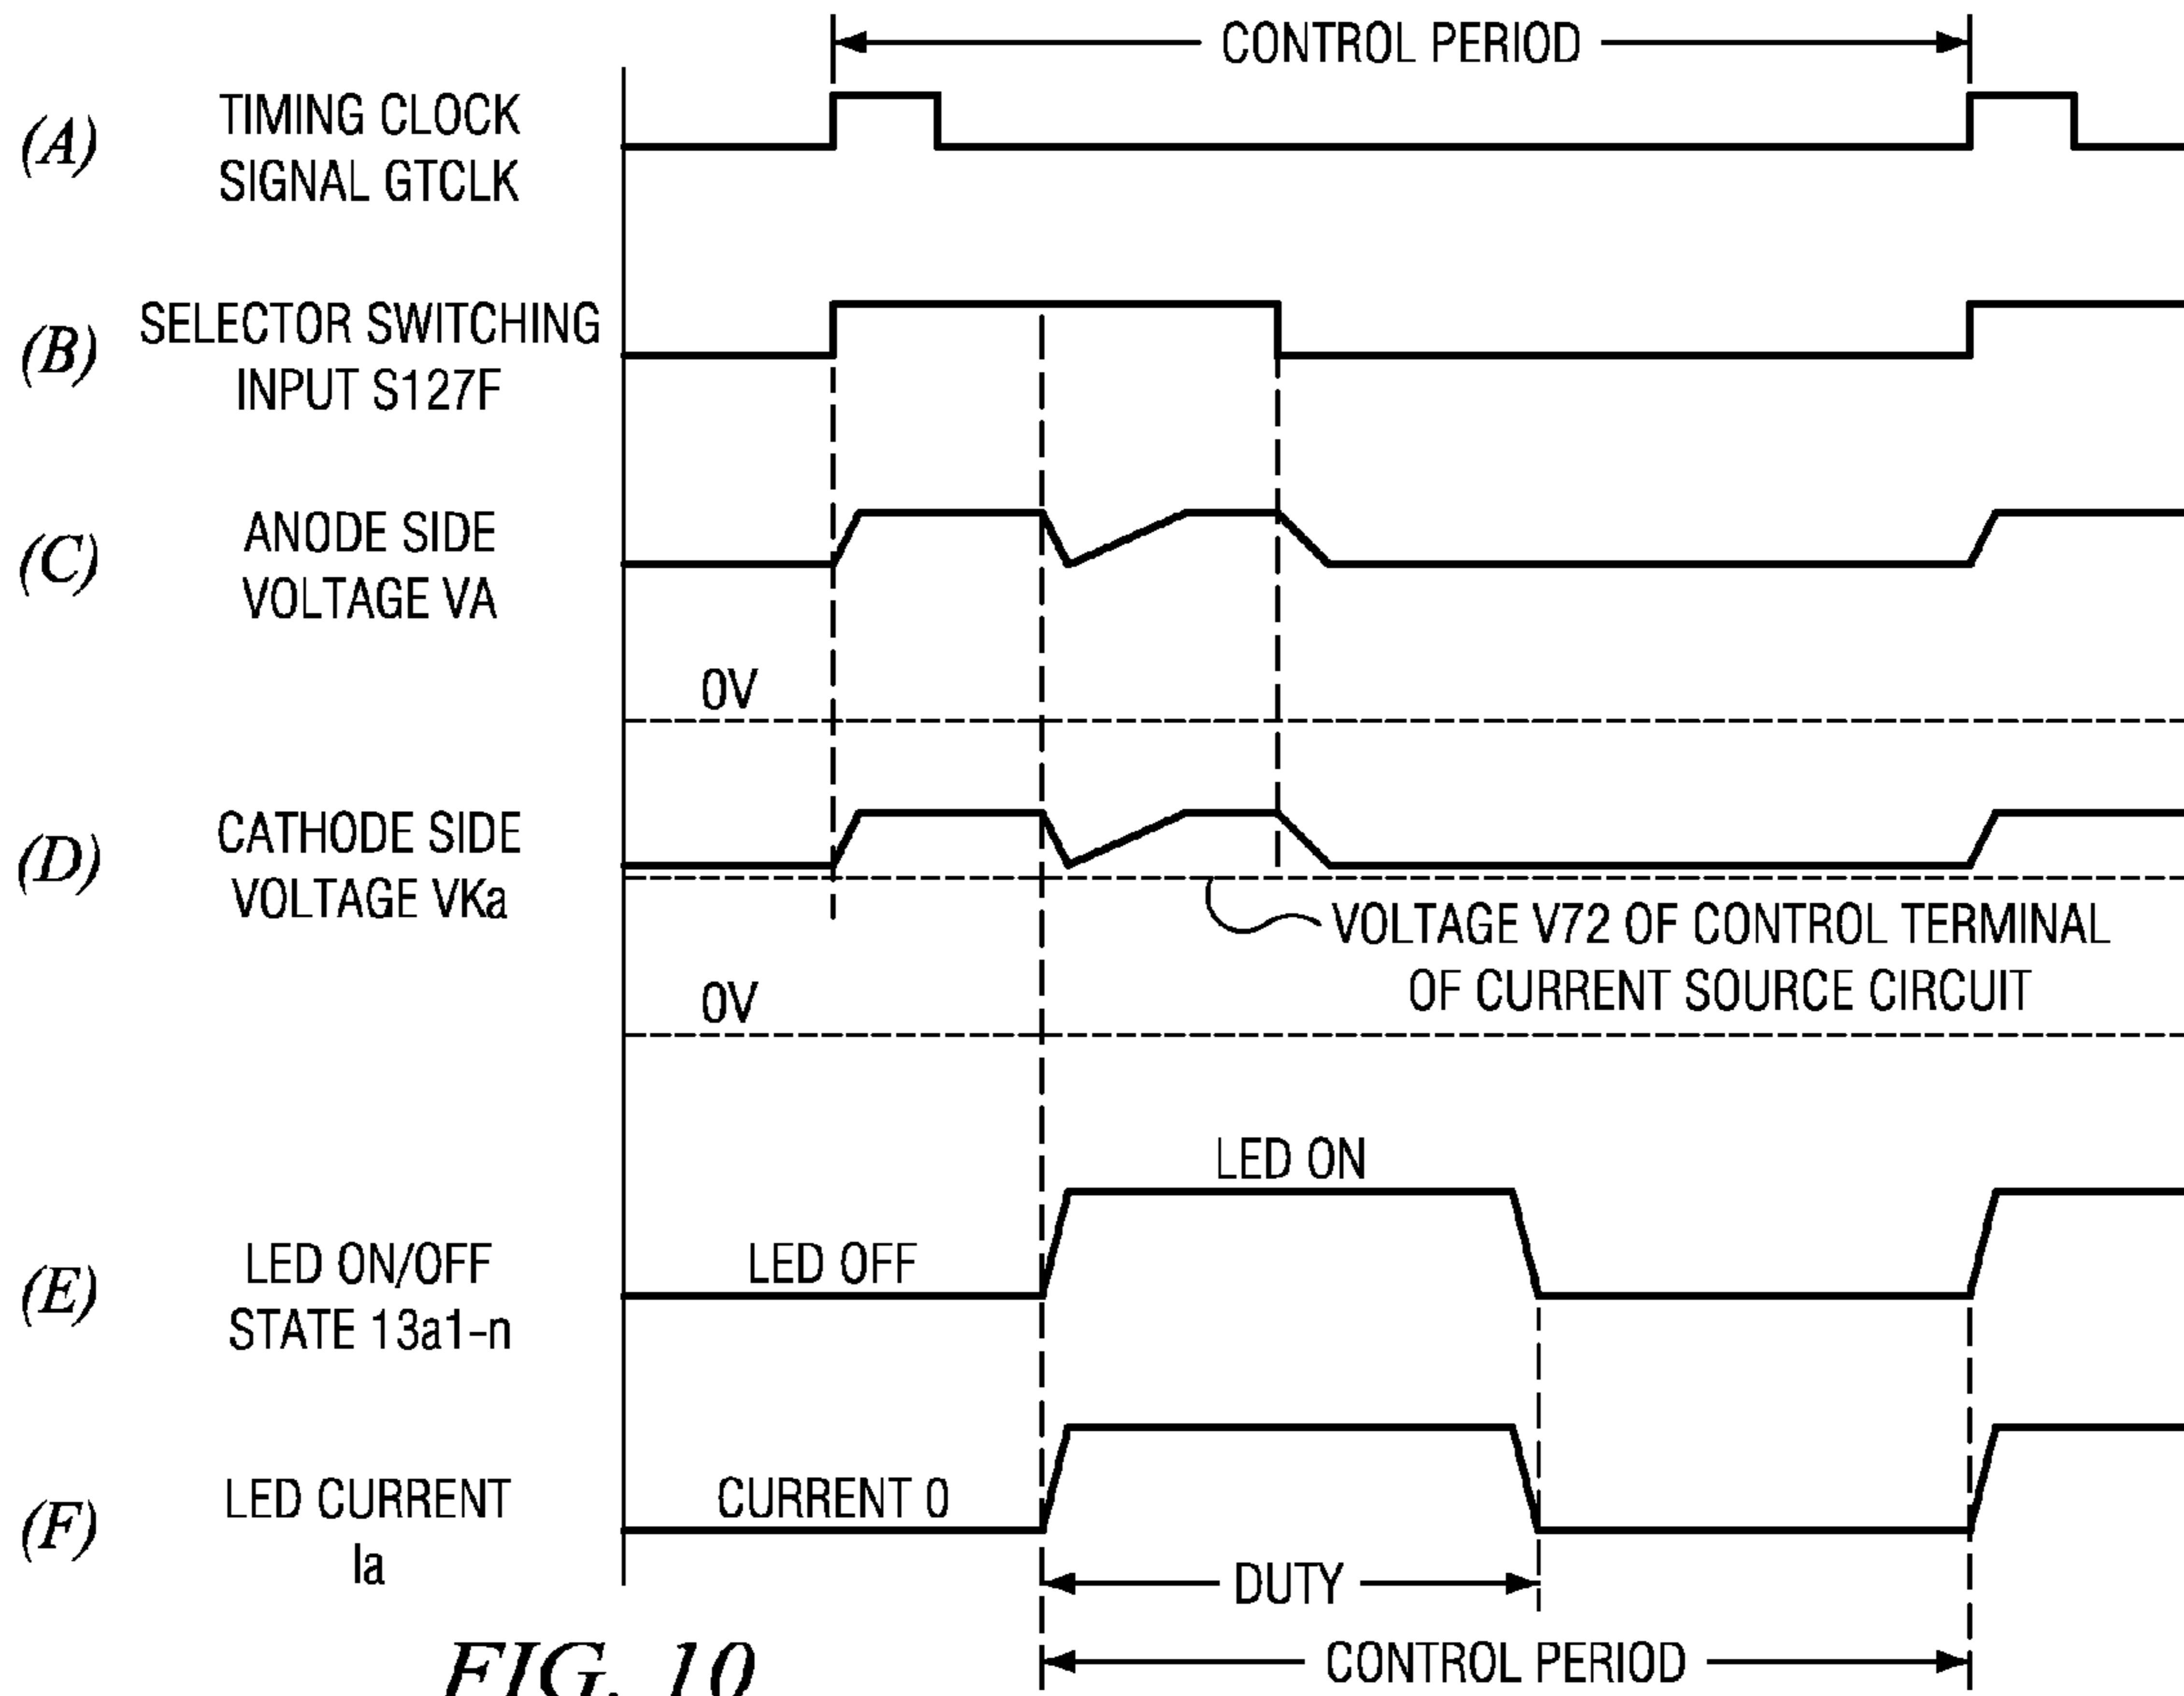 CONTROL PERIOD
(A)
TIMING CLOCK
SIGNAL GTCLK
(B)
SELECTOR SWITCHING
INPUT S127F
(C)
ANODE SIDE
VOLTAGE VA
0V
(D)
CATHODE SIDE
VOLTAGE VKa
VOLTAGE V72 OF CONTROL TERMINAL
OF CURRENT SOURCE CIRCUIT
0V
LED ON
(E)
LED ON/OFF
STATE 13a1-n
LED OFF
(F)
LED CURRENT
Ia
CURRENT 0
DUTY
CONTROL PERIOD
FIG. 10